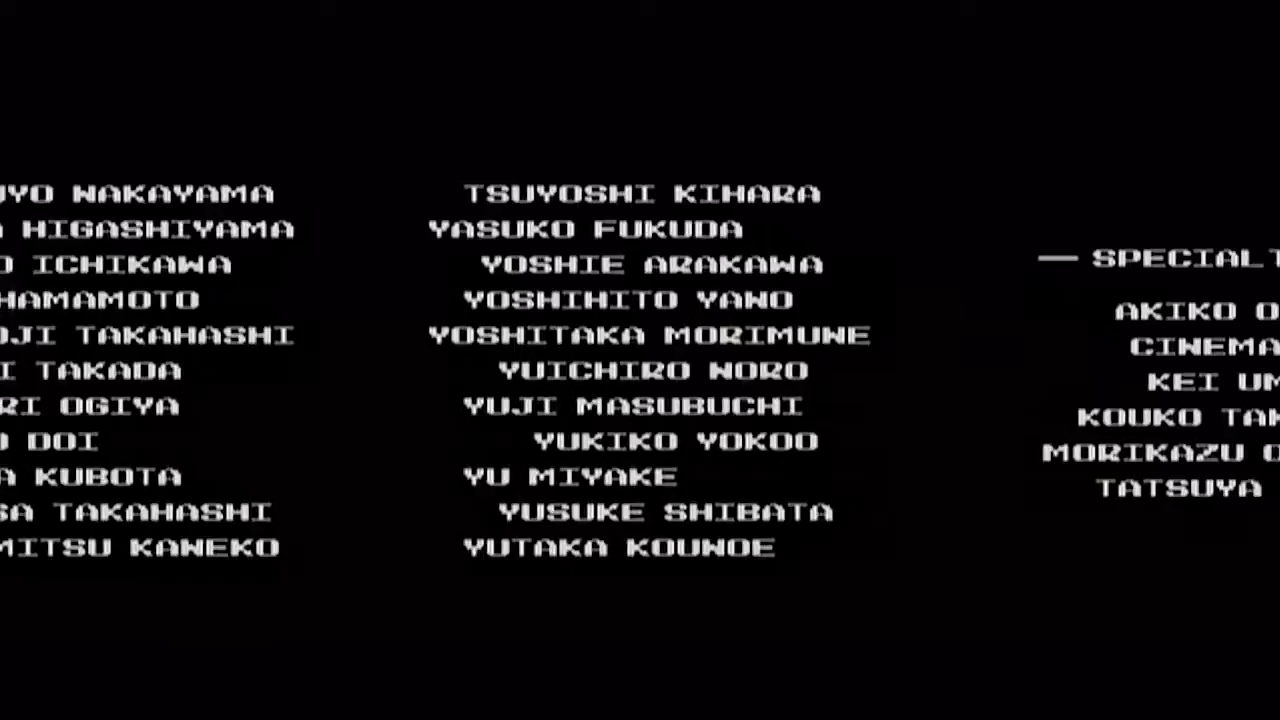 WAKAYAMA
HIGASHIYAMA
ICHIKAWA
HAMAMOTO
TAKAHASHI
TAKADA
OGIYA
DOI
KUBOTA
TAKAHASHI
KANEKO
TSUYOSHI KIHARA
YASUKO FUKUDA
YOSHIE ARAKAWA
YOSHIHITO YANO
YOSHITAKA MORIMUNE
YUICHIRO NORO
YUJI MASUBUCHI
YUKIKO YOKOO
YU MIYAKE
YUSUKE SHIBATA
YUTAKA KOUNOE
— SPECIAL
AKIKO
CINEMA
KEI
KOUKO
MORIKAZU
TATSUYA